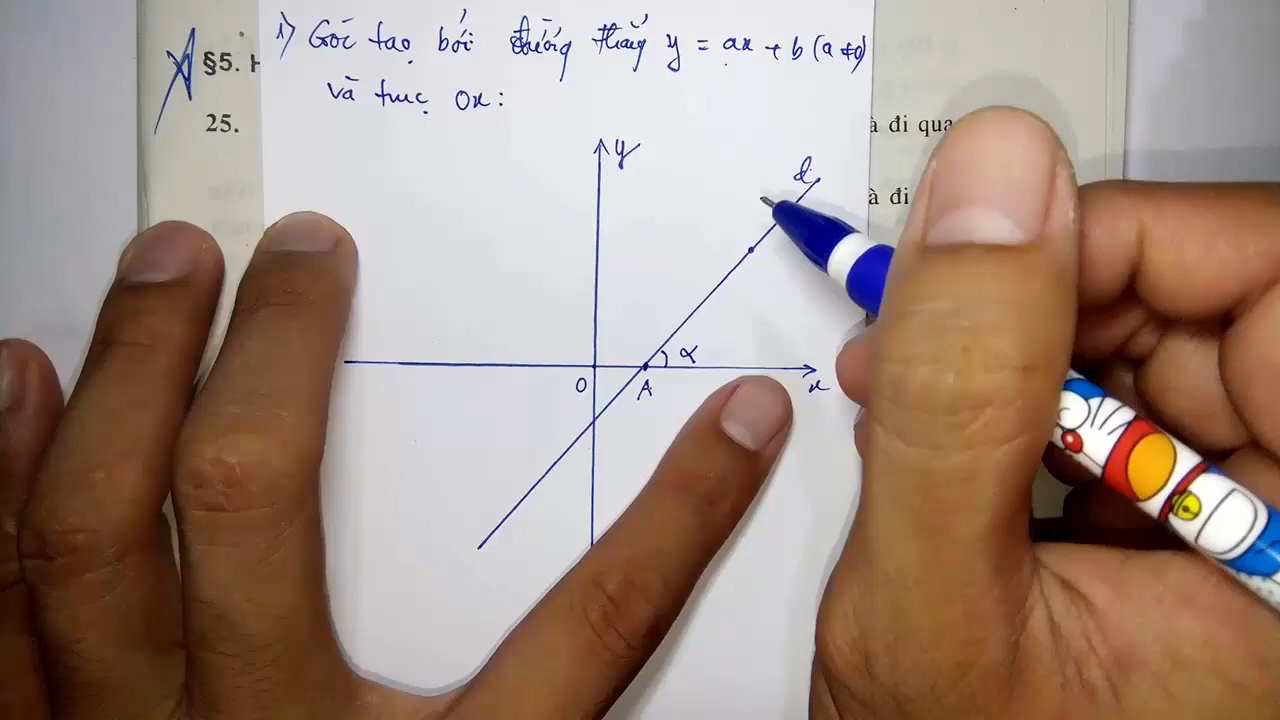 1) Góc tạo bởi đường thẳng y = ax + b (a ≠ 0)
và trục Ox:
§5. H
25.
à đi qua
à đi
y
d
α
O
A
x